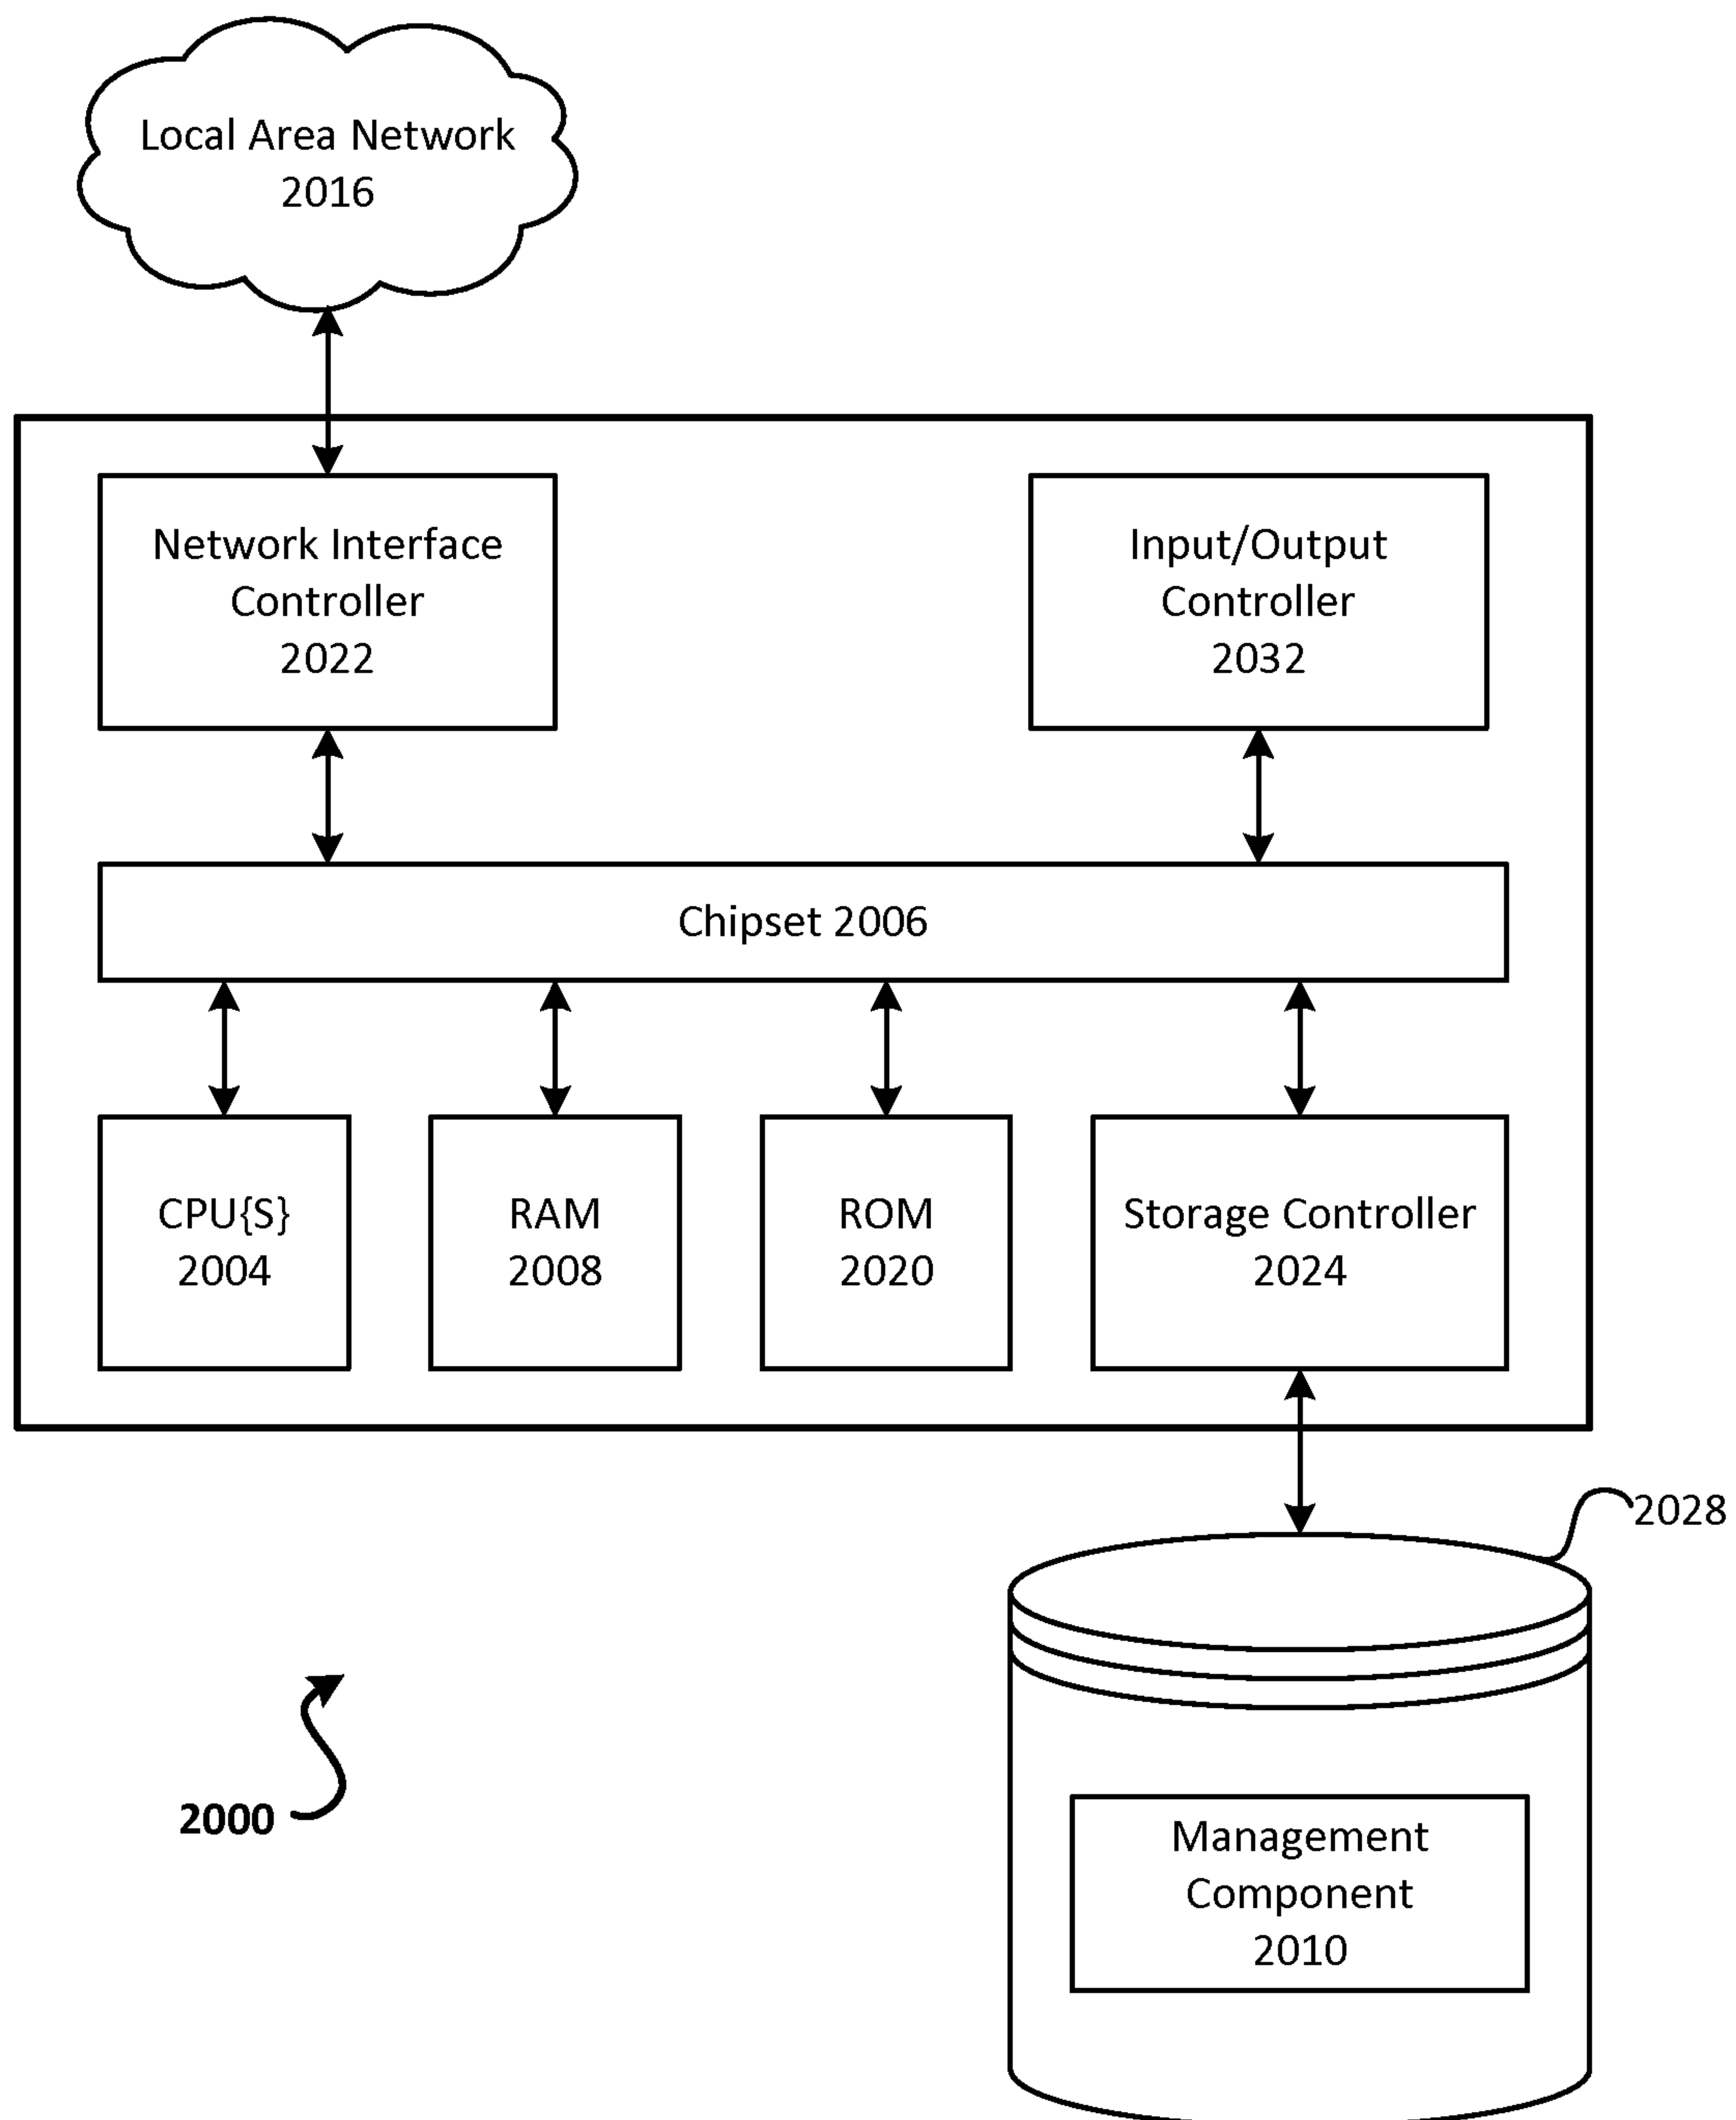 Local Area Network
2016
Network Interface
Controller
2022
Input/Output
Controller
2032
Chipset 2006
CPU{S}
2004
RAM
2008
ROM
2020
Storage Controller
2024
2028
2000
Management
Component
2010